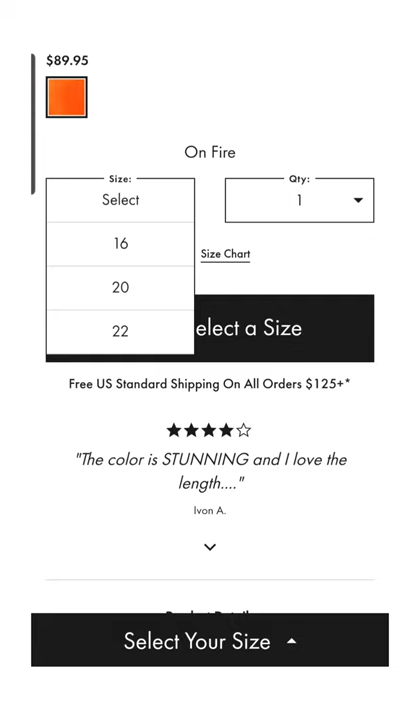 $89.95
On Fire
Size:
Select
16
20
22
Qty:
1
Size Chart
elect a Size
Free US Standard Shipping On All Orders $125+*
"The color is STUNNING and I love the
length...."
Ivon A.
Select Your Size